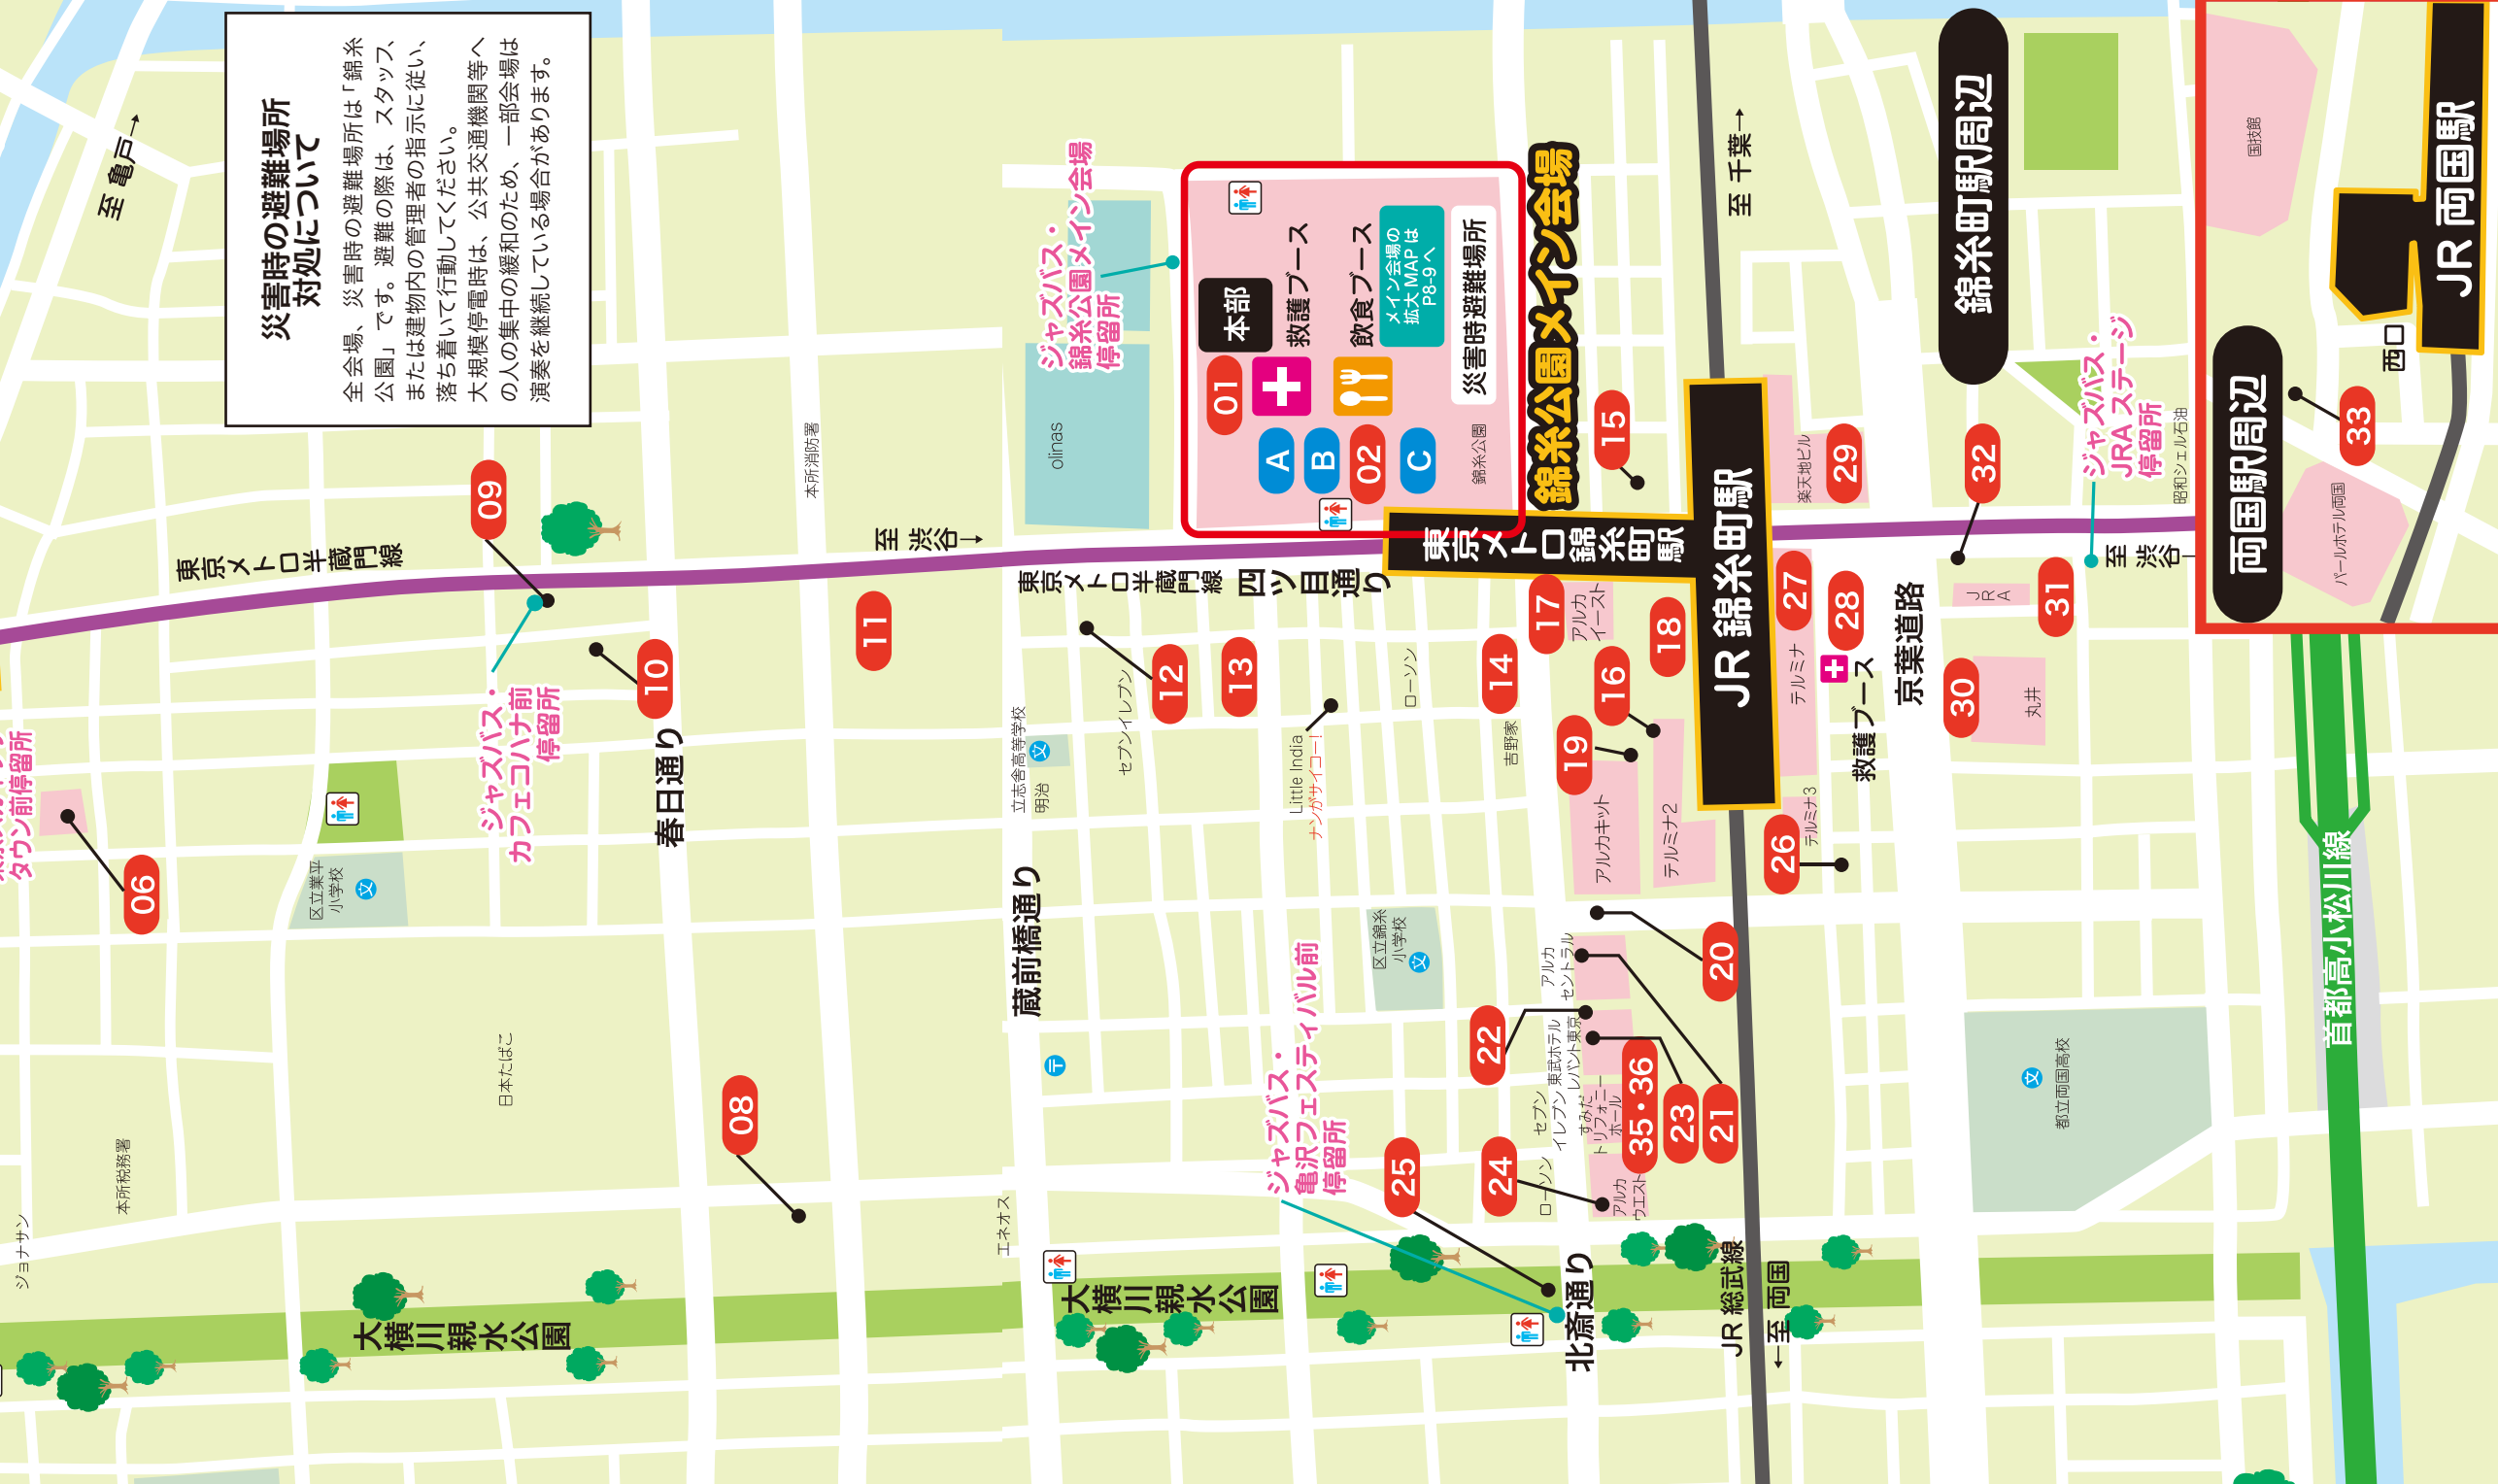 災害時の避難場所
対処について
全会場、災害時の避難場所は「錦糸
公園」です。避難の際は、スタッフ、
または建物内の管理者の指示に従い、
落ち着いて行動してください。
大規模停電時は、公共交通機関等へ
の人の集中の緩和のため、一部会場は
演奏を継続している場合があります。
至 亀戸→
東京メトロ半蔵門線
09
10
ジャズバス・
カフェコハナ前
停留所
春日通り
タウン前停留所
06
区立業平
小学校
文
日本たばこ
本所税務署
ジョナサン
08
大横川親水公園
本所消防署
至 渋谷→
11
olinas
ジャズバス・
錦糸公園メイン会場
停留所
本部
01
救護ブース
飲食ブース
メイン会場の
拡大 MAP は
P8-9 へ
災害時避難場所
A
B
02
C
錦糸公園
錦糸公園メイン会場
15
東京メトロ半蔵門線
四ツ目通り
東京メトロ錦糸町駅
JR 錦糸町駅
12
13
14
セブンイレブン
立志舎高等学校
明治
文
Little India
ナンがサイコー!
ローソン
吉野家
蔵前橋通り
〒
エネオス
大横川親水公園
区立錦糸
小学校
文
ジャズバス・
亀沢フェスティバル前
停留所
17
アルカ
イースト
18
16
19
アルカキット
テルミナ2
アルカ
セントラル
20
22
東武ホテル
レバント東京
セブン
イレブン
すみだ
トリフォニー
ホール
35・36
23
21
24
25
ローソン
アルカ
ウエスト
北斎通り
JR 総武線
←至 両国
至 千葉→
錦糸町駅周辺
楽天地ビル
29
27
28
テルミナ
救護ブース
テルミナ3
26
京葉道路
32
JRA
31
30
丸井
ジャズバス・
JRA ステージ
停留所
昭和シェル石油
至 渋谷
都立両国高校
文
国技館
JR 両国駅
西口
両国駅周辺
33
パールホテル両国
首都高小松川線